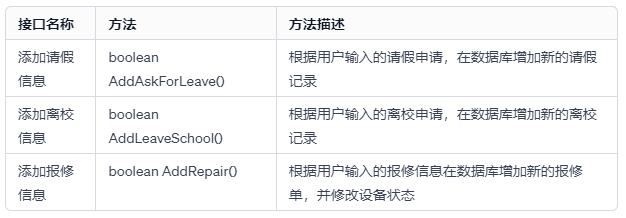 接口名称 方法 方法描述
添加请假 boolean 根据用户输入的请假申请，在数据库增加新的请假
信息 AddAskForLeave() 记录
添加离校 boolean 根据用户输入的离校申请，在数据库增加新的离校
信息 AddLeaveSchool() 记录
添加报修 boolean AddRepair() 根据用户输入的报修信息在数据库增加新的报修
信息 单，并修改设备状态